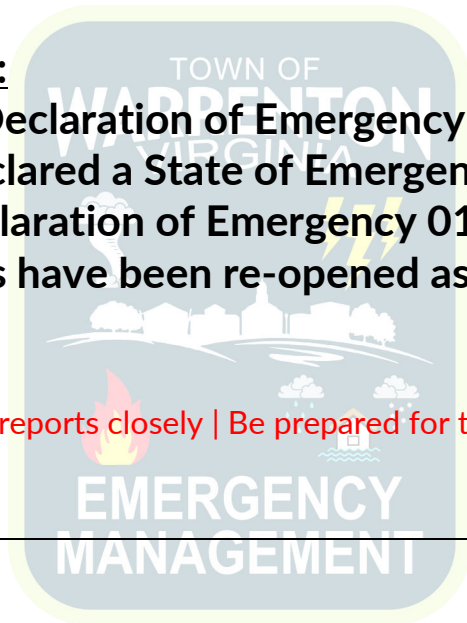 :
TOWN OF
WARRENTON
Declaration of Emergency
VIRGINIA
clared a State of Emergen
laration of Emergency 01
s have been re-opened as
reports closely | Be prepared for t
EMERGENCY
MANAGEMENT